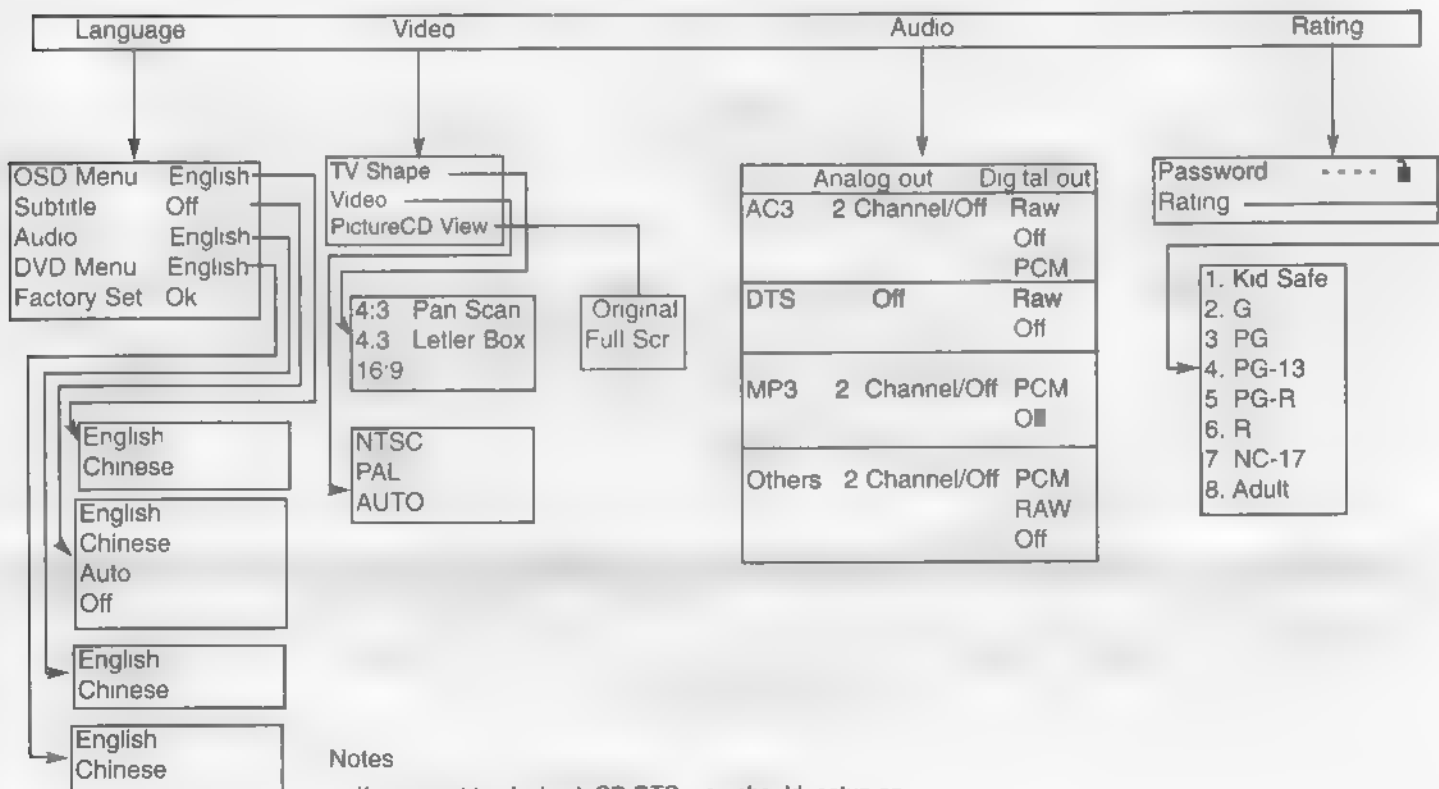 Language Video Audio Rating
OSD Menu English
Subtitle Off
Audio English
DVD Menu English
Factory Set Ok
English
Chinese
English
Chinese
Auto
Off
English
Chinese
English
Chinese
TV Shape
Video
PictureCD View
4:3 Pan Scan
4.3 Letler Box
16:9
Original
Full Scr
NTSC
PAL
AUTO
Analog out Dig tal out
AC3 2 Channel/Off Raw
Off
PCM
DTS Off Raw
Off
MP3 2 Channel/Off PCM
Others 2 Channel/Off PCM
RAW
Off
Password - - - -
Rating
1. Kid Safe
2. G
3 PG
4. PG-13
5 PG-R
6. R
7 NC-17
8. Adult
Notes